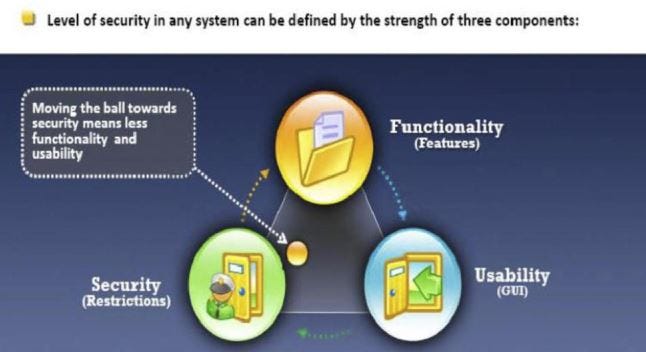 Level of security in any system can be defined by the strength of three components:
Moving the ball towards
security means less
functionality and
usability
Functionality
(Features)
Security
(Restrictions)
Usability
(GUI)